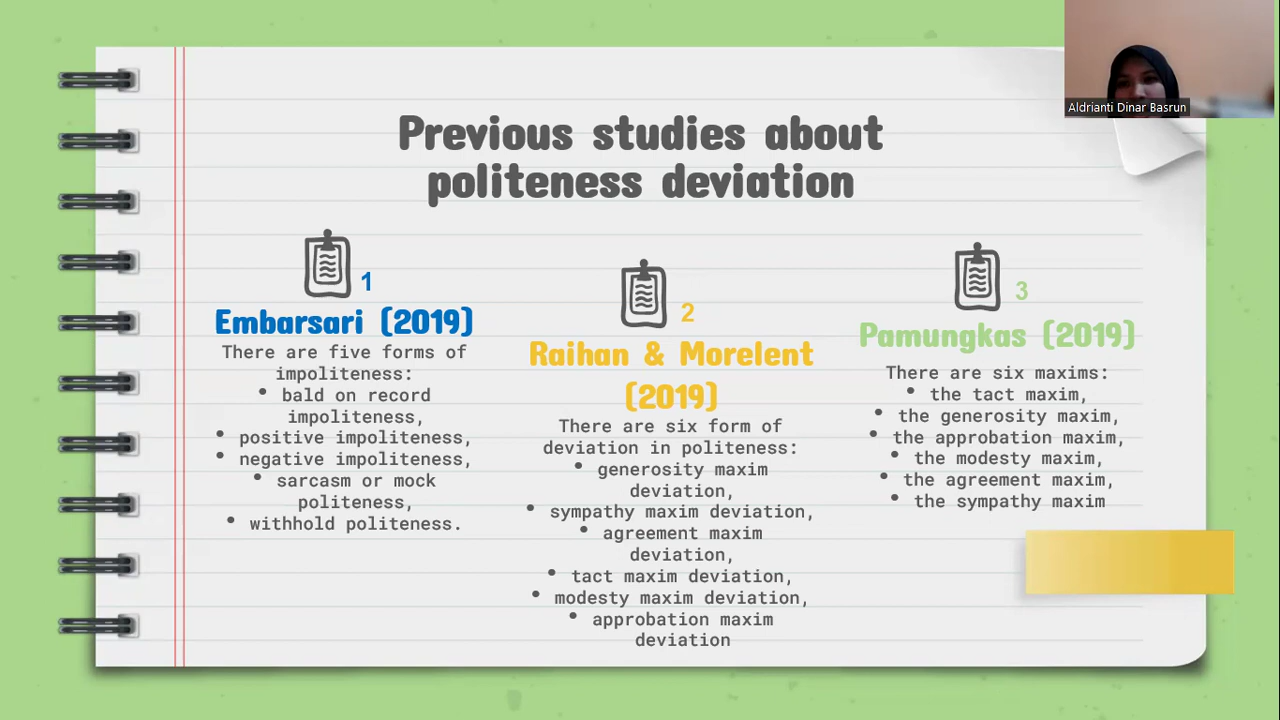 Aldrianti Dinar Basrun
Previous studies about
politeness deviation
1
Embarsari (2019)
There are five forms of
impoliteness:
• bald on record
impoliteness,
• positive impoliteness,
• negative impoliteness,
• sarcasm or mock
politeness,
• withhold politeness.
2
Raihan & Morelent
(2019)
There are six form of
deviation in politeness:
• generosity maxim
deviation,
• sympathy maxim deviation,
• agreement maxim
deviation,
• tact maxim deviation,
• modesty maxim deviation,
• approbation maxim
deviation
3
Pamungkas (2019)
There are six maxims:
• the tact maxim,
• the generosity maxim,
• the approbation maxim,
• the modesty maxim,
• the agreement maxim,
• the sympathy maxim